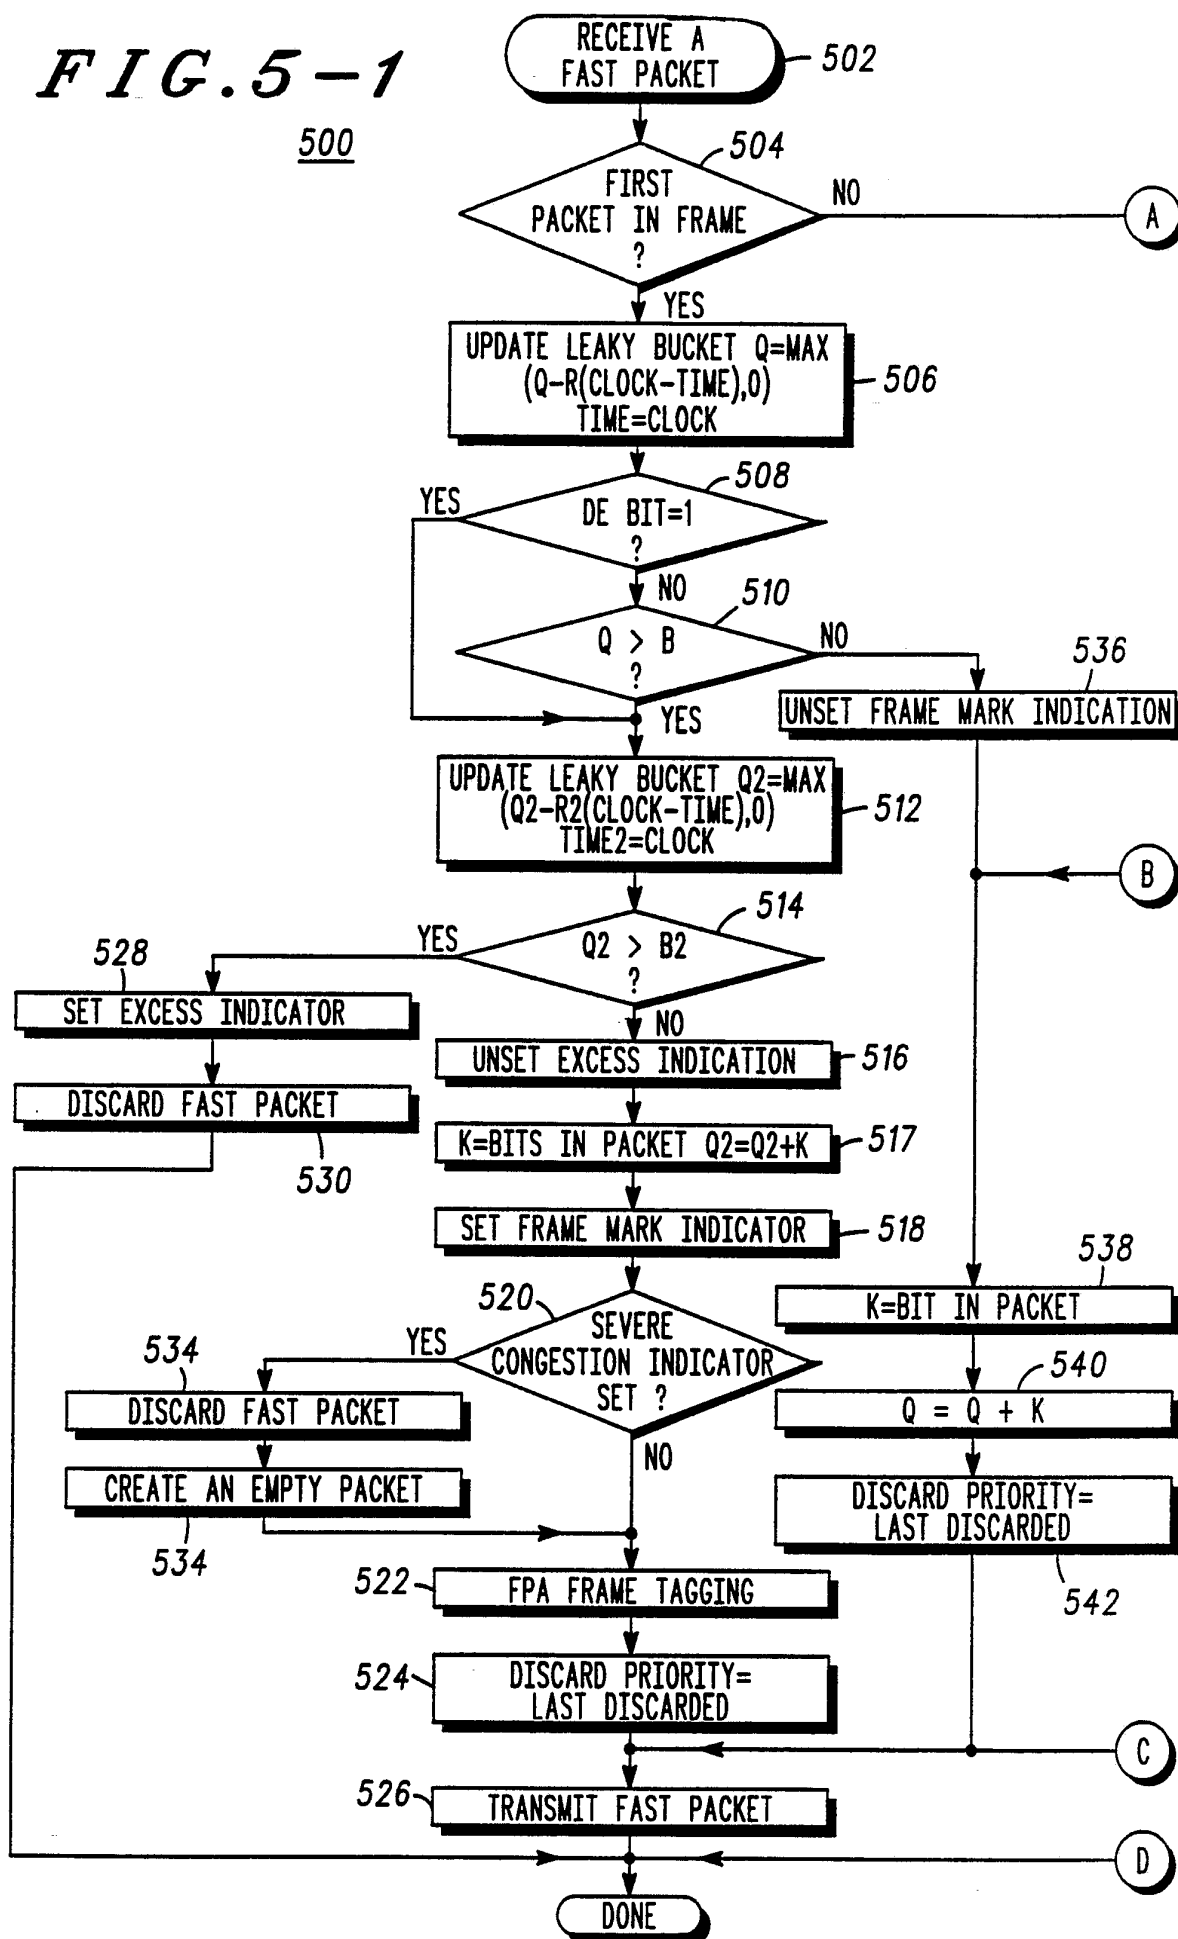 FIG.5-1
500
RECEIVE A
FAST PACKET
502
504
FIRST
PACKET IN FRAME
?
NO
A
YES
UPDATE LEAKY BUCKET Q=MAX
(Q-R(CLOCK-TIME),0)
TIME=CLOCK
506
508
YES
DE BIT=1
?
NO
510
Q > B
?
NO
536
UNSET FRAME MARK INDICATION
YES
UPDATE LEAKY BUCKET Q2=MAX
(Q2-R2(CLOCK-TIME),0)
TIME2=CLOCK
512
B
514
YES
Q2 > B2
?
528
SET EXCESS INDICATOR
NO
UNSET EXCESS INDICATION
516
DISCARD FAST PACKET
530
K=BITS IN PACKET Q2=Q2+K
517
SET FRAME MARK INDICATOR
518
538
K=BIT IN PACKET
520
YES
SEVERE
CONGESTION INDICATOR
SET ?
534
DISCARD FAST PACKET
540
Q = Q + K
NO
CREATE AN EMPTY PACKET
534
DISCARD PRIORITY=
LAST DISCARDED
542
522
FPA FRAME TAGGING
524
DISCARD PRIORITY=
LAST DISCARDED
C
526
TRANSMIT FAST PACKET
D
DONE